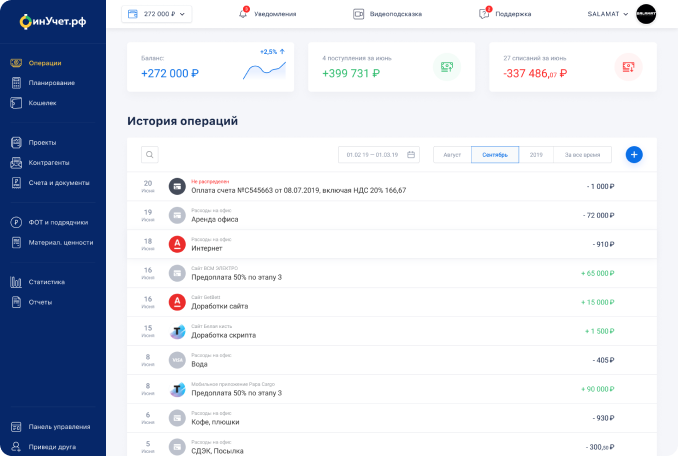 финУчет.рф
272 000 ₽
Уведомления
Видеоподсказка
Поддержка
SALAMAT
SALAMAT
Операции
Планирование
Кошелек
Проекты
Контрагенты
Счета и документы
ФОТ и подрядчики
Материал. ценности
Статистика
Отчеты
Панель управления
Приведи друга
Баланс:
+2,5%
+272 000 ₽
4 поступления за июнь
+399 731 ₽
27 списаний за июнь
-337 486,07 ₽
История операций
01.02 19 — 01.03.19
Август
Сентябрь
2019
За все время
20
Июня
Не распределен
Оплата счета №С545663 от 08.07.2019, включая НДС 20% 166,67
- 1 000 ₽
19
Июня
Расходы на офис
Аренда офиса
- 72 000 ₽
18
Июня
Расходы на офис
Интернет
- 910 ₽
16
Июня
Сайт ВСМ ЭЛЕКТРО
Предоплата 50% по этапу 3
+ 65 000 ₽
16
Июня
Сайт GetBen
Доработки сайта
+ 15 000 ₽
15
Июня
Сайт Белая кисть
Доработка скрипта
+ 1 500 ₽
8
Июня
VISA
Расходы на офис
Вода
- 405 ₽
8
Июня
Мобильное приложение Papa Cargo
Предоплата 50% по этапу 3
+ 90 000 ₽
6
Июня
Расходы на офис
Кофе, плюшки
- 930 ₽
5
Июня
Расходы на офис
СДЭК, Посылка
- 300,50 ₽